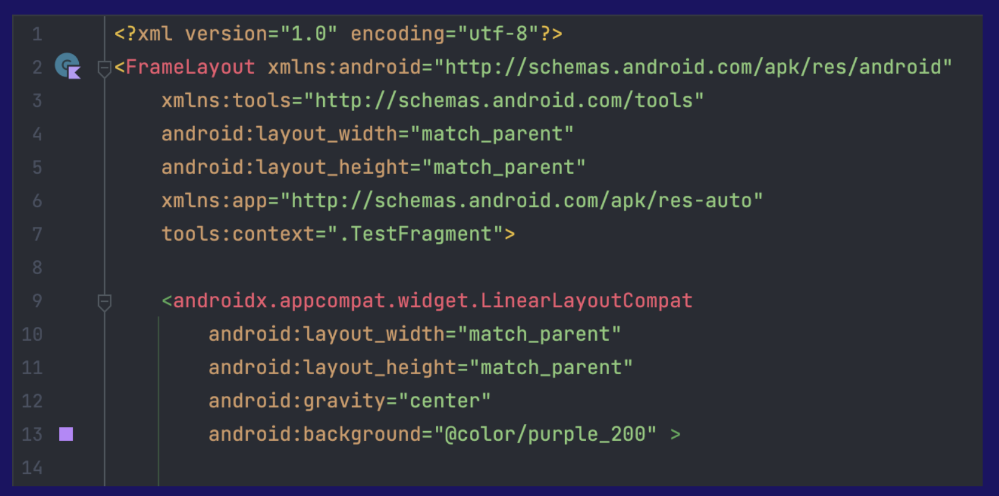 1 <?xml version="1.0" encoding="utf-8"?>
2 <FrameLayout xmlns:android="http://schemas.android.com/apk/res/android"
3 xmlns:tools="http://schemas.android.com/tools"
4 android:layout_width="match_parent"
5 android:layout_height="match_parent"
6 xmlns:app="http://schemas.android.com/apk/res-auto"
7 tools:context=".TestFragment">
8
9 <androidx.appcompat.widget.LinearLayoutCompat
10 android:layout_width="match_parent"
11 android:layout_height="match_parent"
12 android:gravity="center"
13 android:background="@color/purple_200" >
14